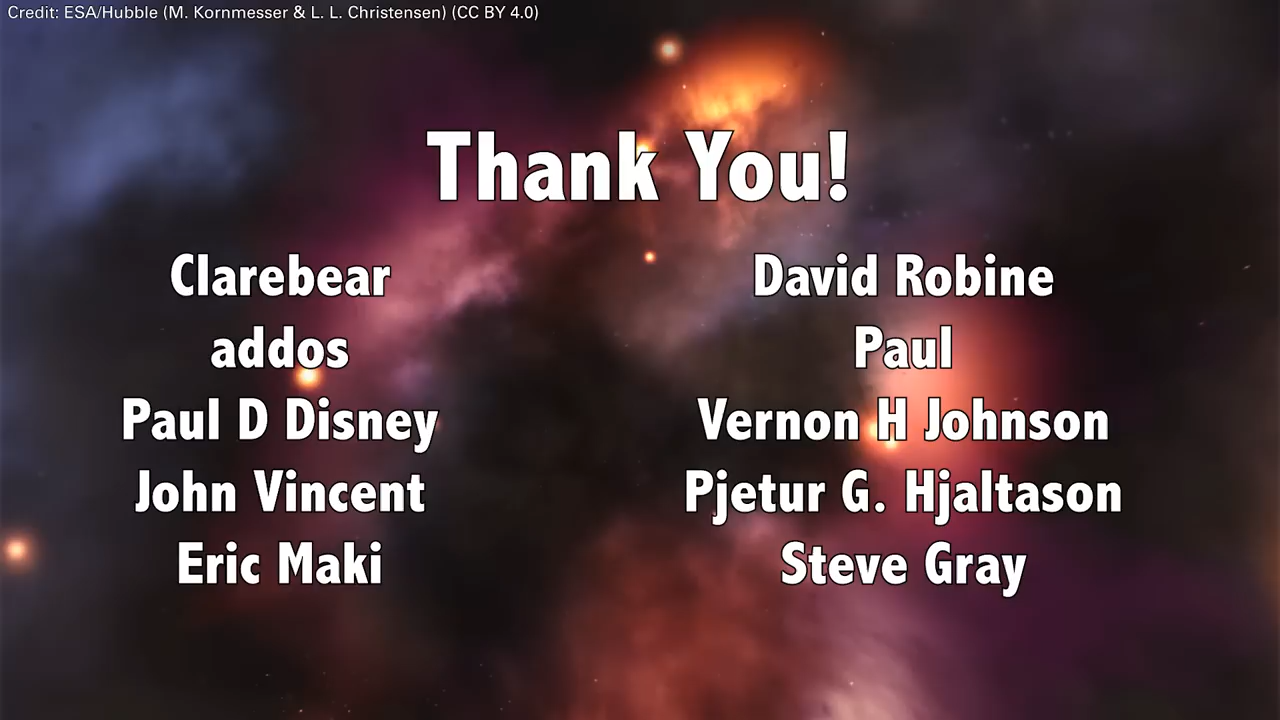 Credit: ESA/Hubble (M. Kornmesser & L. L. Christensen) (CC BY 4.0)
Thank You!
Clarebear
addos
Paul D Disney
John Vincent
Eric Maki
David Robine
Paul
Vernon H Johnson
Pjetur G. Hjaltason
Steve Gray